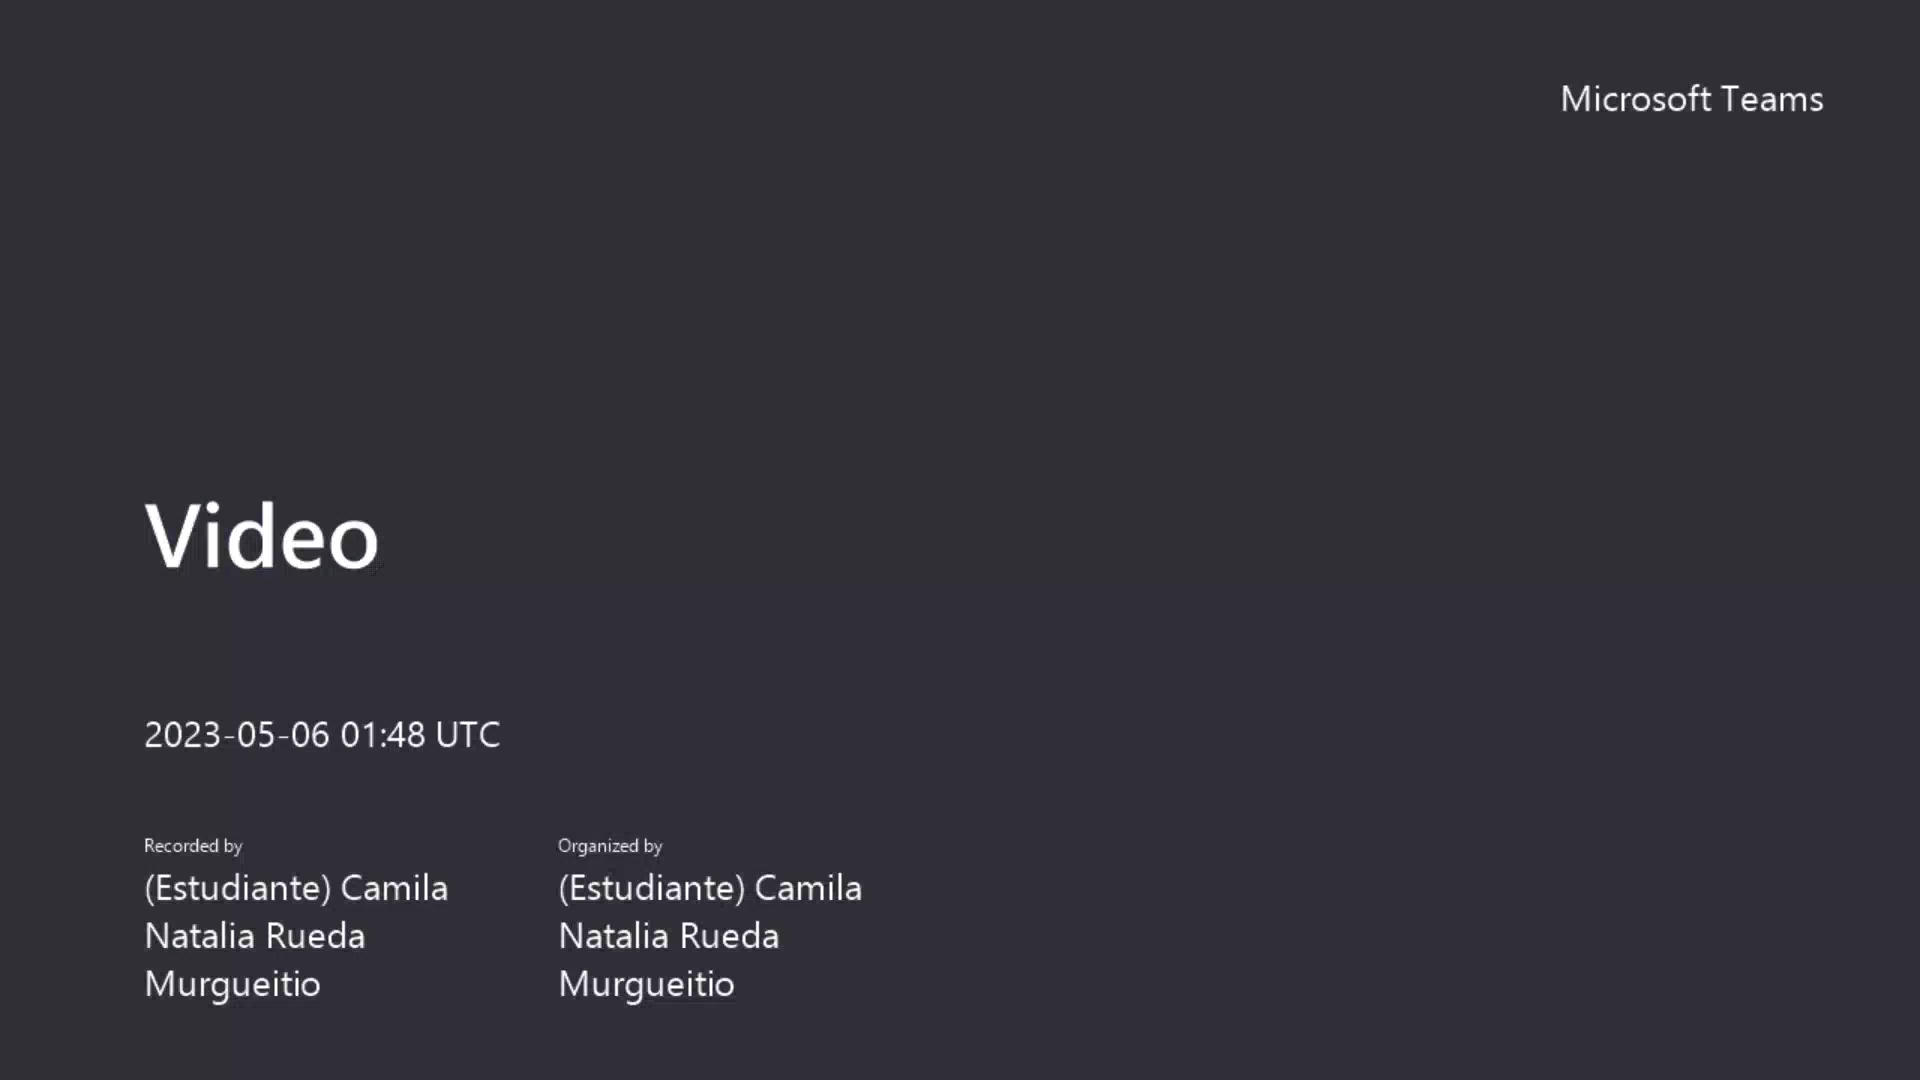 Microsoft Teams
Video
2023-05-06 01:48 UTC
Recorded by
(Estudiante) Camila
Natalia Rueda
Murgueitio
Organized by
(Estudiante) Camila
Natalia Rueda
Murgueitio